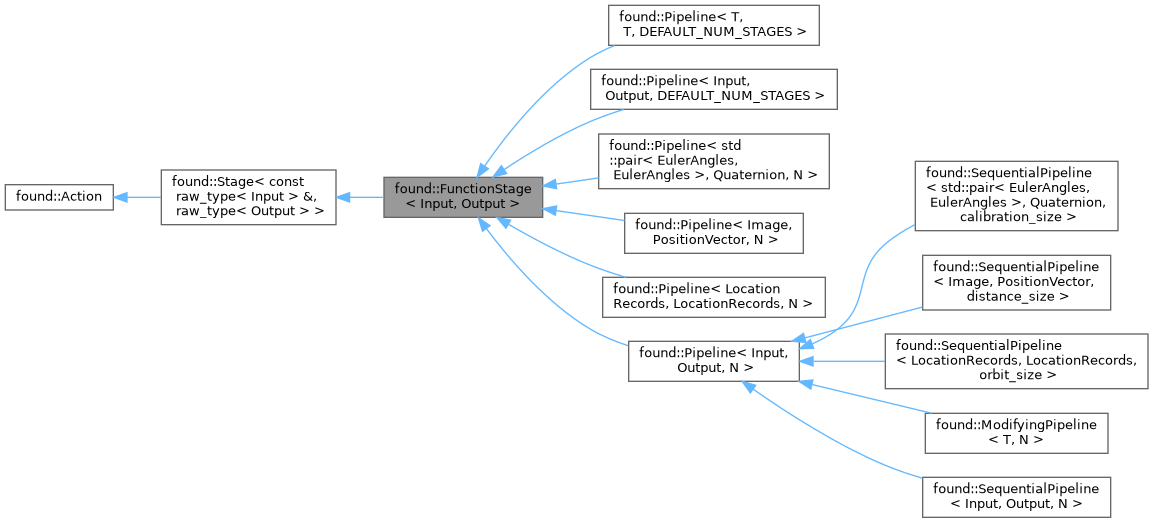 found::Action
found::Stage< const
raw_type< Input > &,
raw_type< Output > >
found::FunctionStage
< Input, Output >
found::Pipeline< T,
T, DEFAULT_NUM_STAGES >
found::Pipeline< Input,
Output, DEFAULT_NUM_STAGES >
found::Pipeline< std
::pair< EulerAngles,
EulerAngles >, Quaternion, N >
found::Pipeline< Image,
PositionVector, N >
found::Pipeline< Location
Records, LocationRecords, N >
found::Pipeline< Input,
Output, N >
found::SequentialPipeline
< std::pair< EulerAngles,
EulerAngles >, Quaternion,
calibration_size >
found::SequentialPipeline
< Image, PositionVector,
distance_size >
found::SequentialPipeline
< LocationRecords, LocationRecords,
orbit_size >
found::ModifyingPipeline
< T, N >
found::SequentialPipeline
< Input, Output, N >